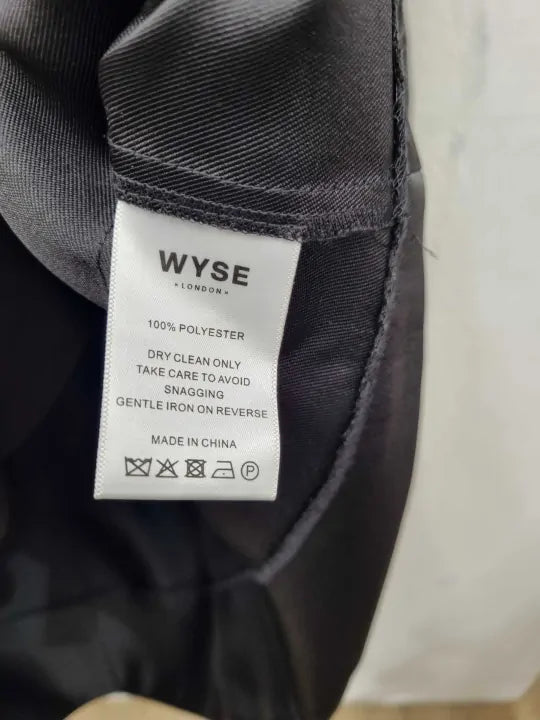 WYSE
LONDON
100% POLYESTER
DRY CLEAN ONLY
TAKE CARE TO AVOID
SNAGGING
GENTLE IRON ON REVERSE
MADE IN CHINA
P